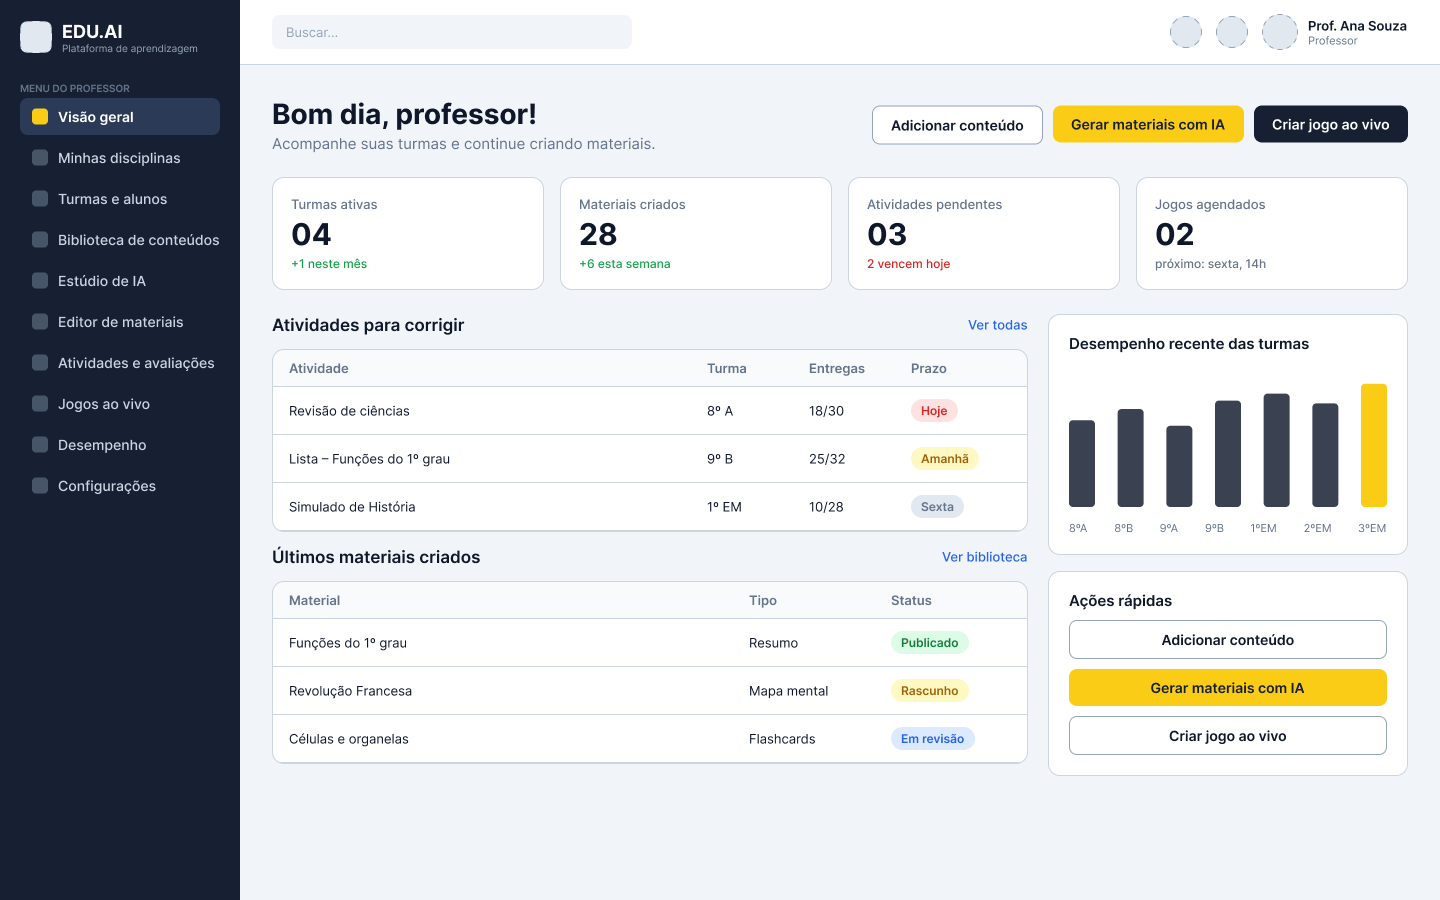 EDU.AI
Plataforma de aprendizagem
MENU DO PROFESSOR
Visão geral
Minhas disciplinas
Turmas e alunos
Biblioteca de conteúdos
Estúdio de IA
Editor de materiais
Atividades e avaliações
Jogos ao vivo
Desempenho
Configurações
Buscar...
Prof. Ana Souza
Professor
Bom dia, professor!
Acompanhe suas turmas e continue criando materiais.
Adicionar conteúdo
Gerar materiais com IA
Criar jogo ao vivo
Turmas ativas
04
+1 neste mês
Materiais criados
28
+6 esta semana
Atividades pendentes
03
2 vencem hoje
Jogos agendados
02
próximo: sexta, 14h
Atividades para corrigir
Ver todas
Atividade Turma Entregas Prazo
Revisão de ciências 8º A 18/30 Hoje
Lista – Funções do 1º grau 9º B 25/32 Amanhã
Simulado de História 1º EM 10/28 Sexta
Últimos materiais criados
Ver biblioteca
Material Tipo Status
Funções do 1º grau Resumo Publicado
Revolução Francesa Mapa mental Rascunho
Células e organelas Flashcards Em revisão
Desempenho recente das turmas
8ºA 8ºB 9ºA 9ºB 1ºEM 2ºEM 3ºEM
Ações rápidas
Adicionar conteúdo
Gerar materiais com IA
Criar jogo ao vivo